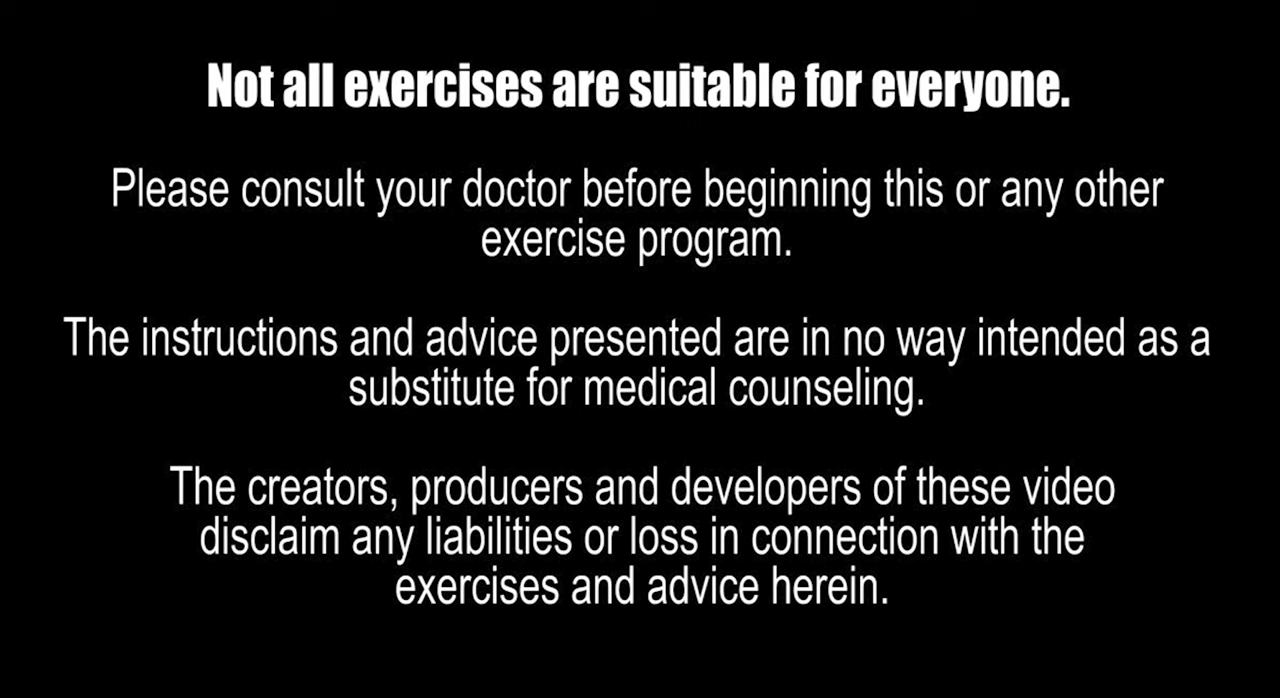 Not all exercises are suitable for everyone.
Please consult your doctor before beginning this or any other
exercise program.
The instructions and advice presented are in no way intended as a
substitute for medical counseling.
The creators, producers and developers of these video
disclaim any liabilities or loss in connection with the
exercises and advice herein.